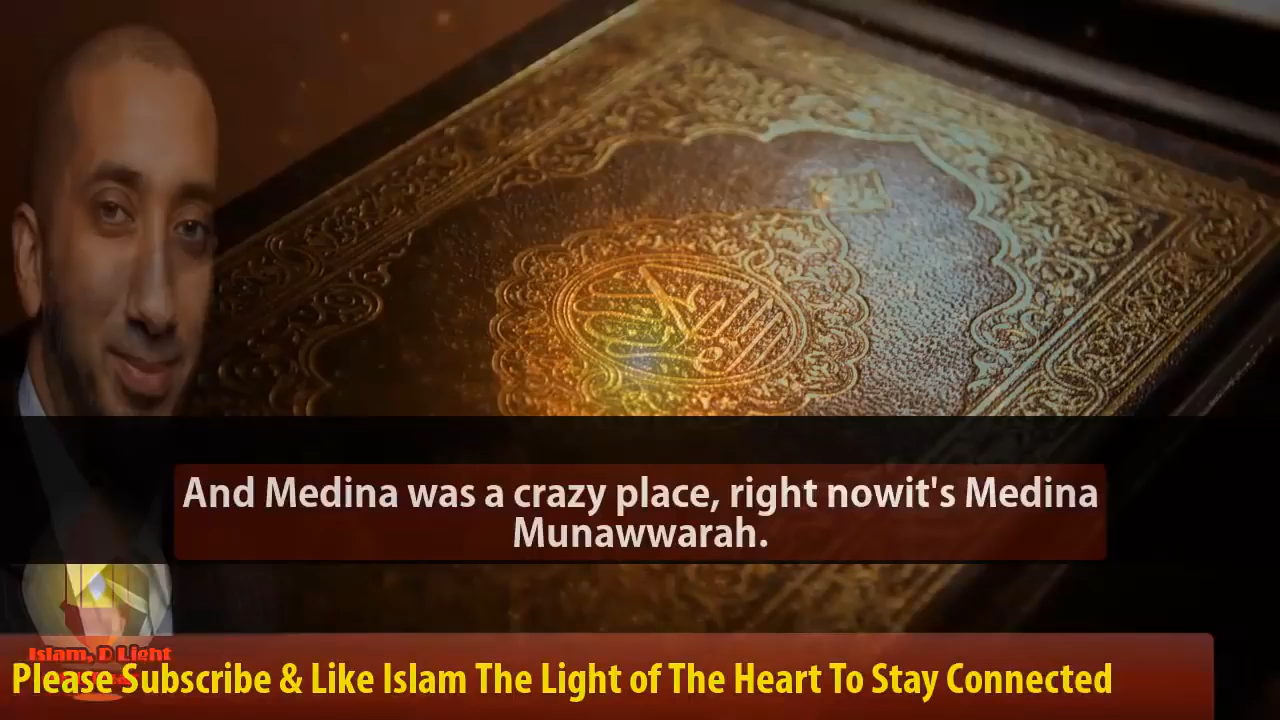 And Medina was a crazy place, right nowit's Medina
Munawwarah.
Islam, D Light
Please Subscribe & Like Islam The Light of The Heart To Stay Connected